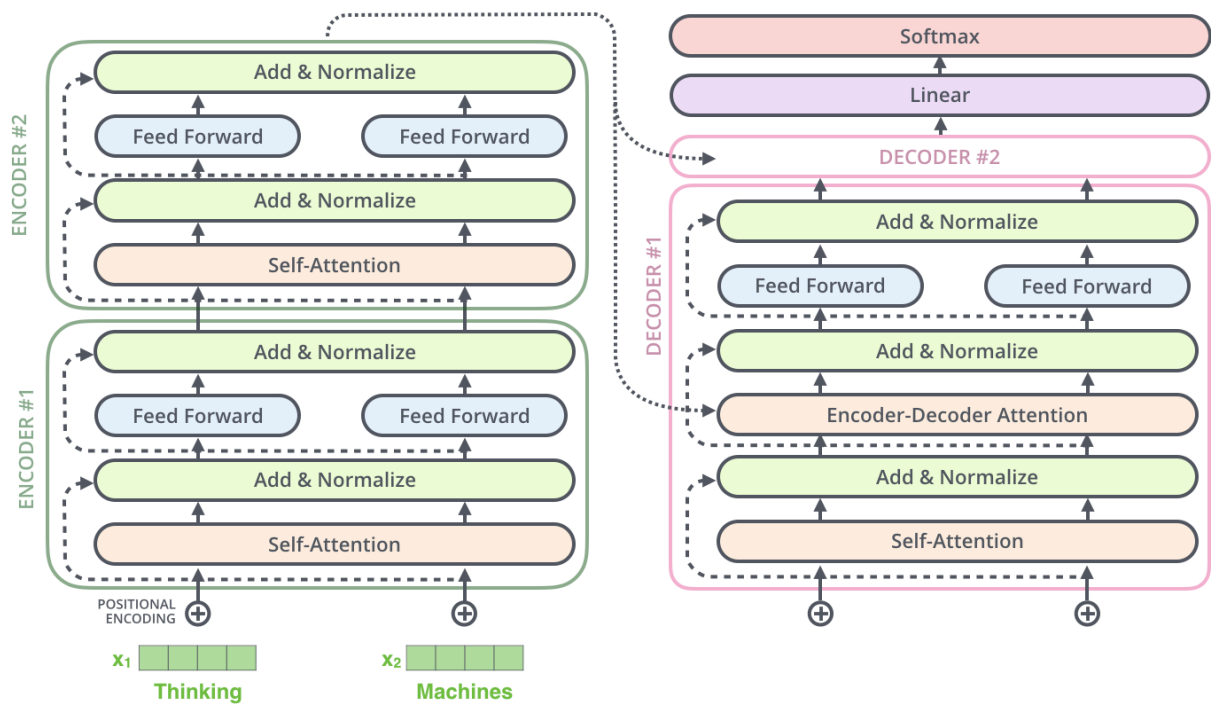 ENCODER #2
Add & Normalize
Feed Forward
Feed Forward
Add & Normalize
Self-Attention
ENCODER #1
Add & Normalize
Feed Forward
Feed Forward
Add & Normalize
Self-Attention
POSITIONAL
ENCODING
x₁
x₂
Thinking
Machines
Softmax
Linear
DECODER #2
DECODER #1
Add & Normalize
Feed Forward
Feed Forward
Add & Normalize
Encoder-Decoder Attention
Add & Normalize
Self-Attention